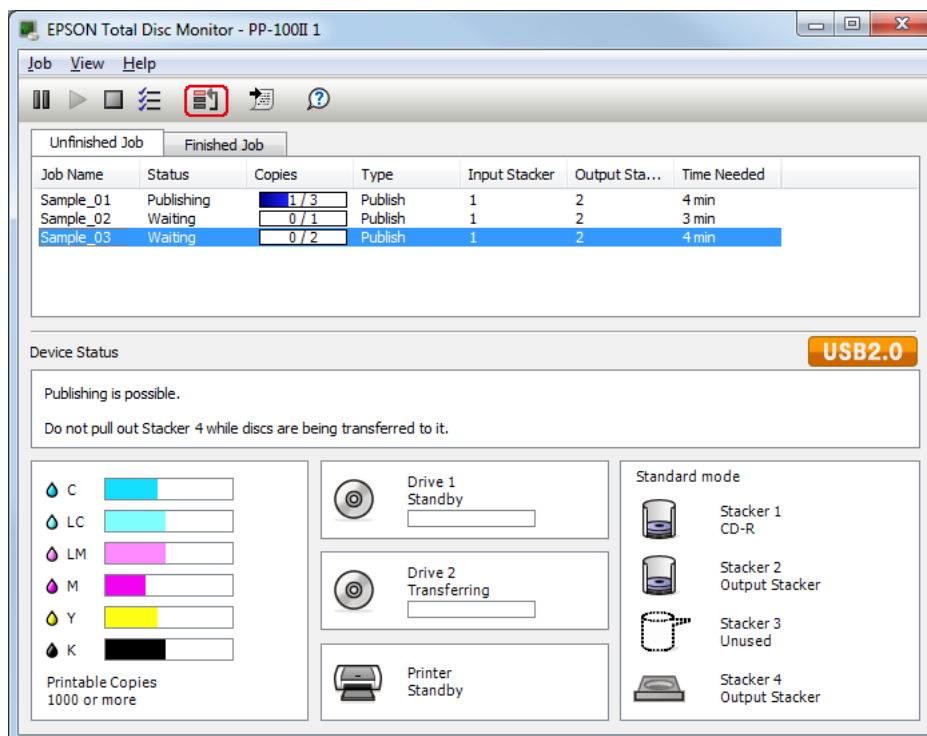 EPSON Total Disc Monitor - PP-100II 1
Job View Help
Unfinished Job Finished Job
Job Name Status Copies Type Input Stacker Output Sta... Time Needed
Sample_01 Publishing 1 / 3 Publish 1 2 4 min
Sample_02 Waiting 0 / 1 Publish 1 2 3 min
Sample_03 Waiting 0 / 2 Publish 1 2 4 min
Device Status USB2.0
Publishing is possible.
Do not pull out Stacker 4 while discs are being transferred to it.
C
LC
LM
M
Y
K
Printable Copies
1000 or more
Drive 1
Standby
Drive 2
Transferring
Printer
Standby
Standard mode
Stacker 1
CD-R
Stacker 2
Output Stacker
Stacker 3
Unused
Stacker 4
Output Stacker